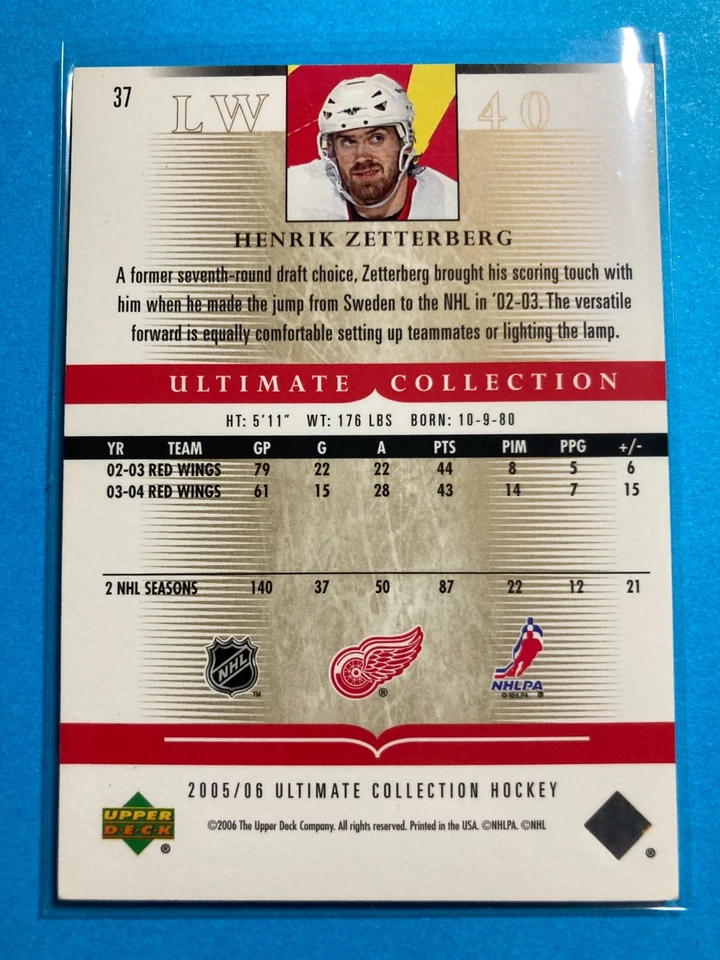 37
LW 40
HENRIK ZETTERBERG
A former seventh-round draft choice, Zetterberg brought his scoring touch with
him when he made the jump from Sweden to the NHL in '02-03. The versatile
forward is equally comfortable setting up teammates or lighting the lamp.
ULTIMATE COLLECTION
HT: 5'11" WT: 176 LBS BORN: 10-9-80
YR TEAM GP G A PTS PIM PPG +/-
02-03 RED WINGS 79 22 22 44 8 5 6
03-04 RED WINGS 61 15 28 43 14 7 15
2 NHL SEASONS 140 37 50 87 22 12 21
NHL ™
®
NHLPA
© NHLPA ®
2005/06 ULTIMATE COLLECTION HOCKEY
UPPER
DECK ®
©2006 The Upper Deck Company. All rights reserved. Printed in the USA. ©NHLPA. ©NHL
®